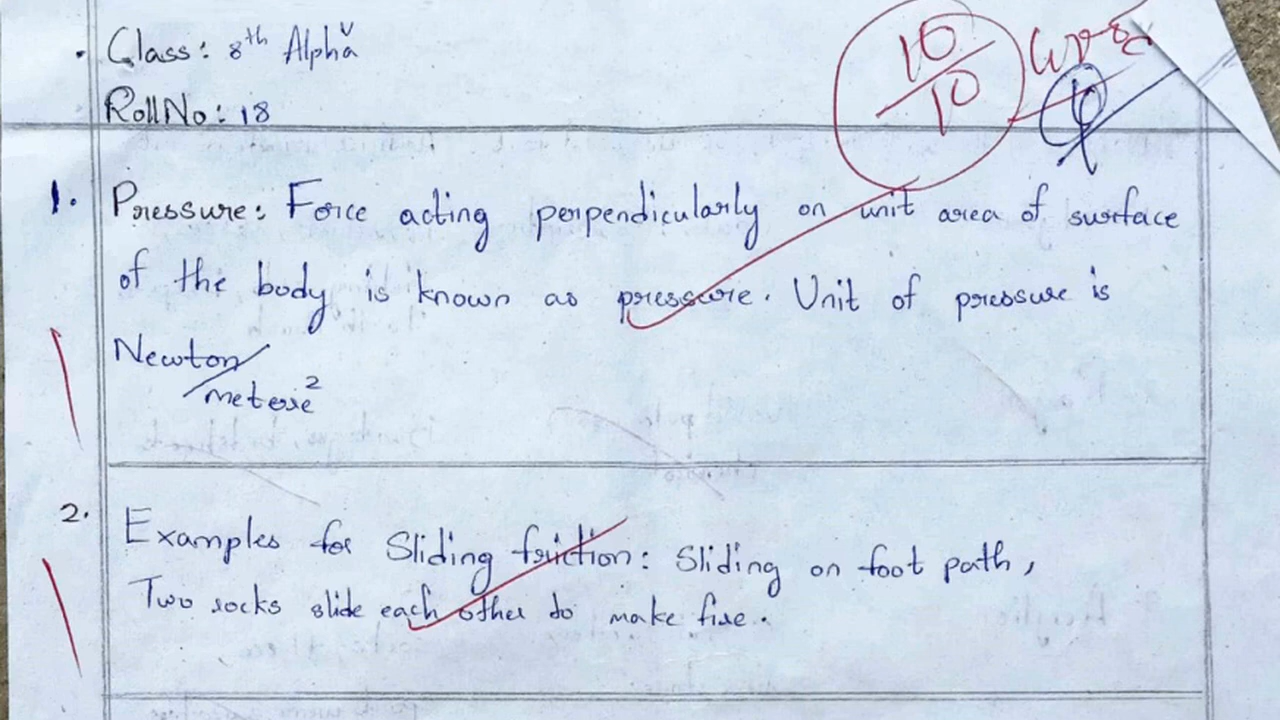 Class: 8th Alpha
Roll No: 18
10/10
1. Pressure: Force acting perpendicularly on unit area of surface
of the body is known as pressure. Unit of pressure is
Newton/
metere2
2. Examples for Sliding friction: Sliding on foot path,
Two rocks slide each other to make fire.